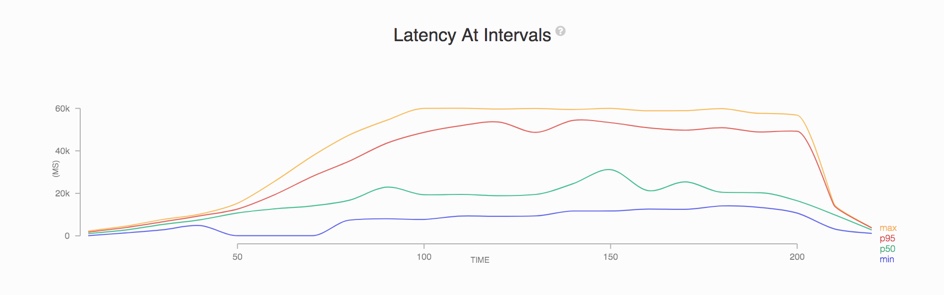 Latency At Intervals ?
60k
40k
(MS)
20k
0
50
100
150
200
TIME
max
p95
p50
min